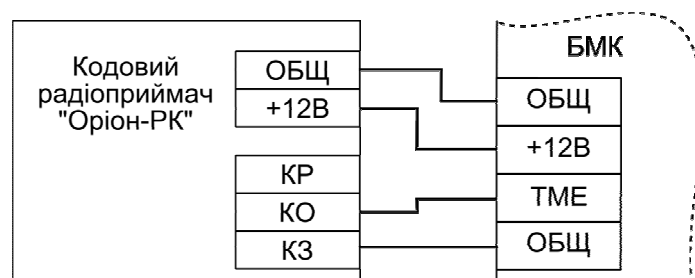 Кодовий
радіоприймач
"Оріон-РК"
ОБЩ
+12В
КР
КО
КЗ
БМК
ОБЩ
+12В
ТМЕ
ОБЩ